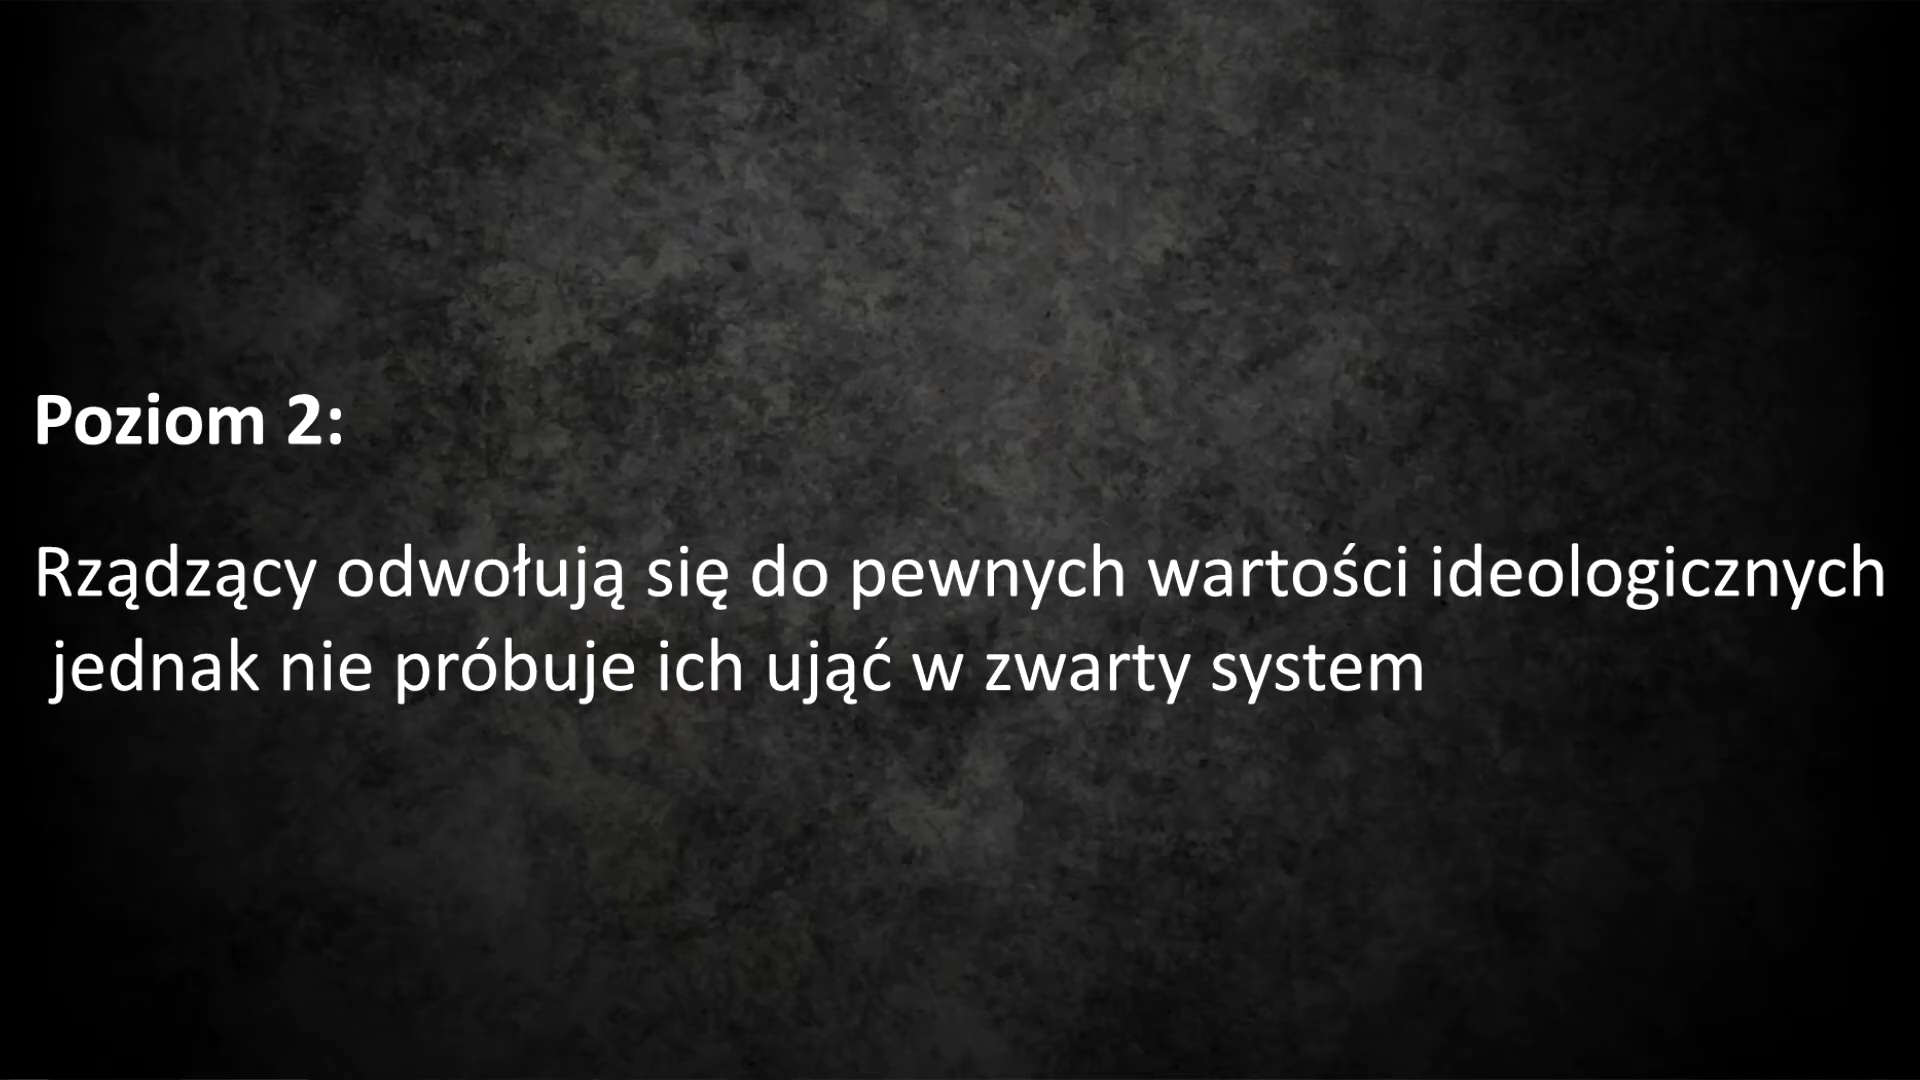 Poziom 2:
Rządzący odwołują się do pewnych wartości ideologicznych
jednak nie próbuje ich ująć w zwarty system